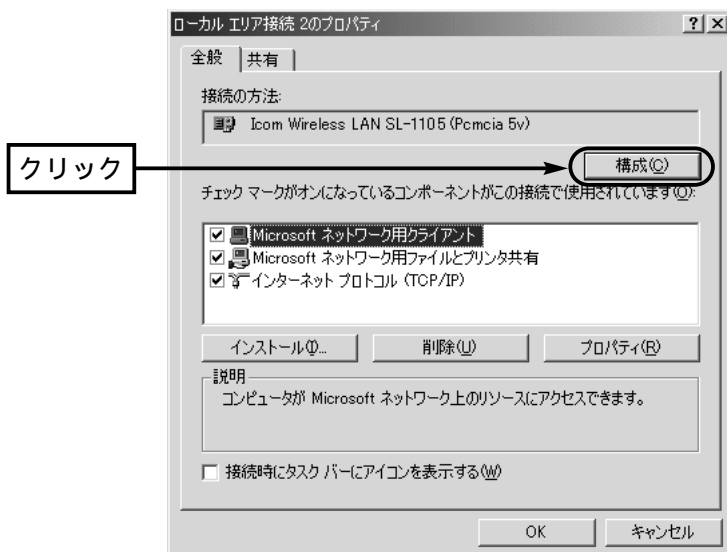 ローカル エリア接続 2のプロパティ
全般
共有
接続の方法:
Icom Wireless LAN SL-1105 (Pcmcia 5v)
クリック
構成(C)
チェック マークがオンになっているコンポーネントがこの接続で使用されています(O):
Microsoft ネットワーク用クライアント
Microsoft ネットワーク用ファイルとプリンタ共有
インターネット プロトコル (TCP/IP)
インストール(I)... 削除(U) プロパティ(R)
説明
コンピュータが Microsoft ネットワーク上のリソースにアクセスできます。
接続時にタスク バーにアイコンを表示する(W)
OK キャンセル